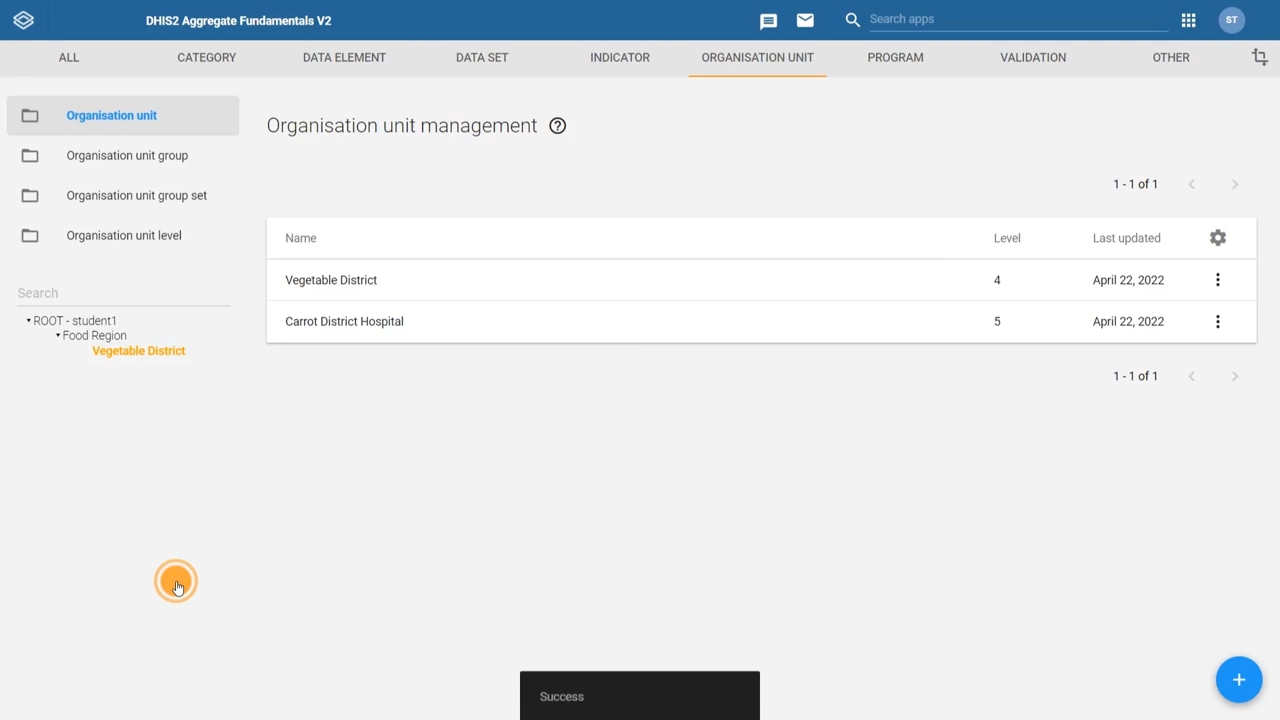 DHIS2 Aggregate Fundamentals V2
Search apps
ST
ALL
CATEGORY
DATA ELEMENT
DATA SET
INDICATOR
ORGANISATION UNIT
PROGRAM
VALIDATION
OTHER
Organisation unit
Organisation unit group
Organisation unit group set
Organisation unit level
Search
ROOT - student1
Food Region
Vegetable District
Organisation unit management
1 - 1 of 1
Name Level Last updated
Vegetable District 4 April 22, 2022
Carrot District Hospital 5 April 22, 2022
1 - 1 of 1
Success